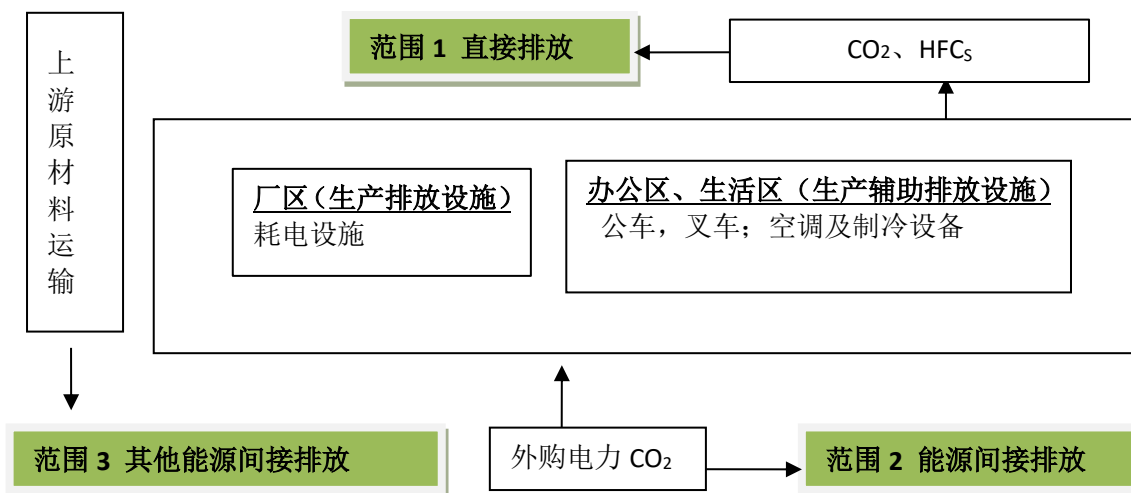 范围 1 直接排放
CO₂、HFCS
上
游
原
材
料
运
输
厂区（生产排放设施）
耗电设施
办公区、生活区（生产辅助排放设施）
公车，叉车；空调及制冷设备
范围 3 其他能源间接排放
外购电力 CO₂
范围 2 能源间接排放